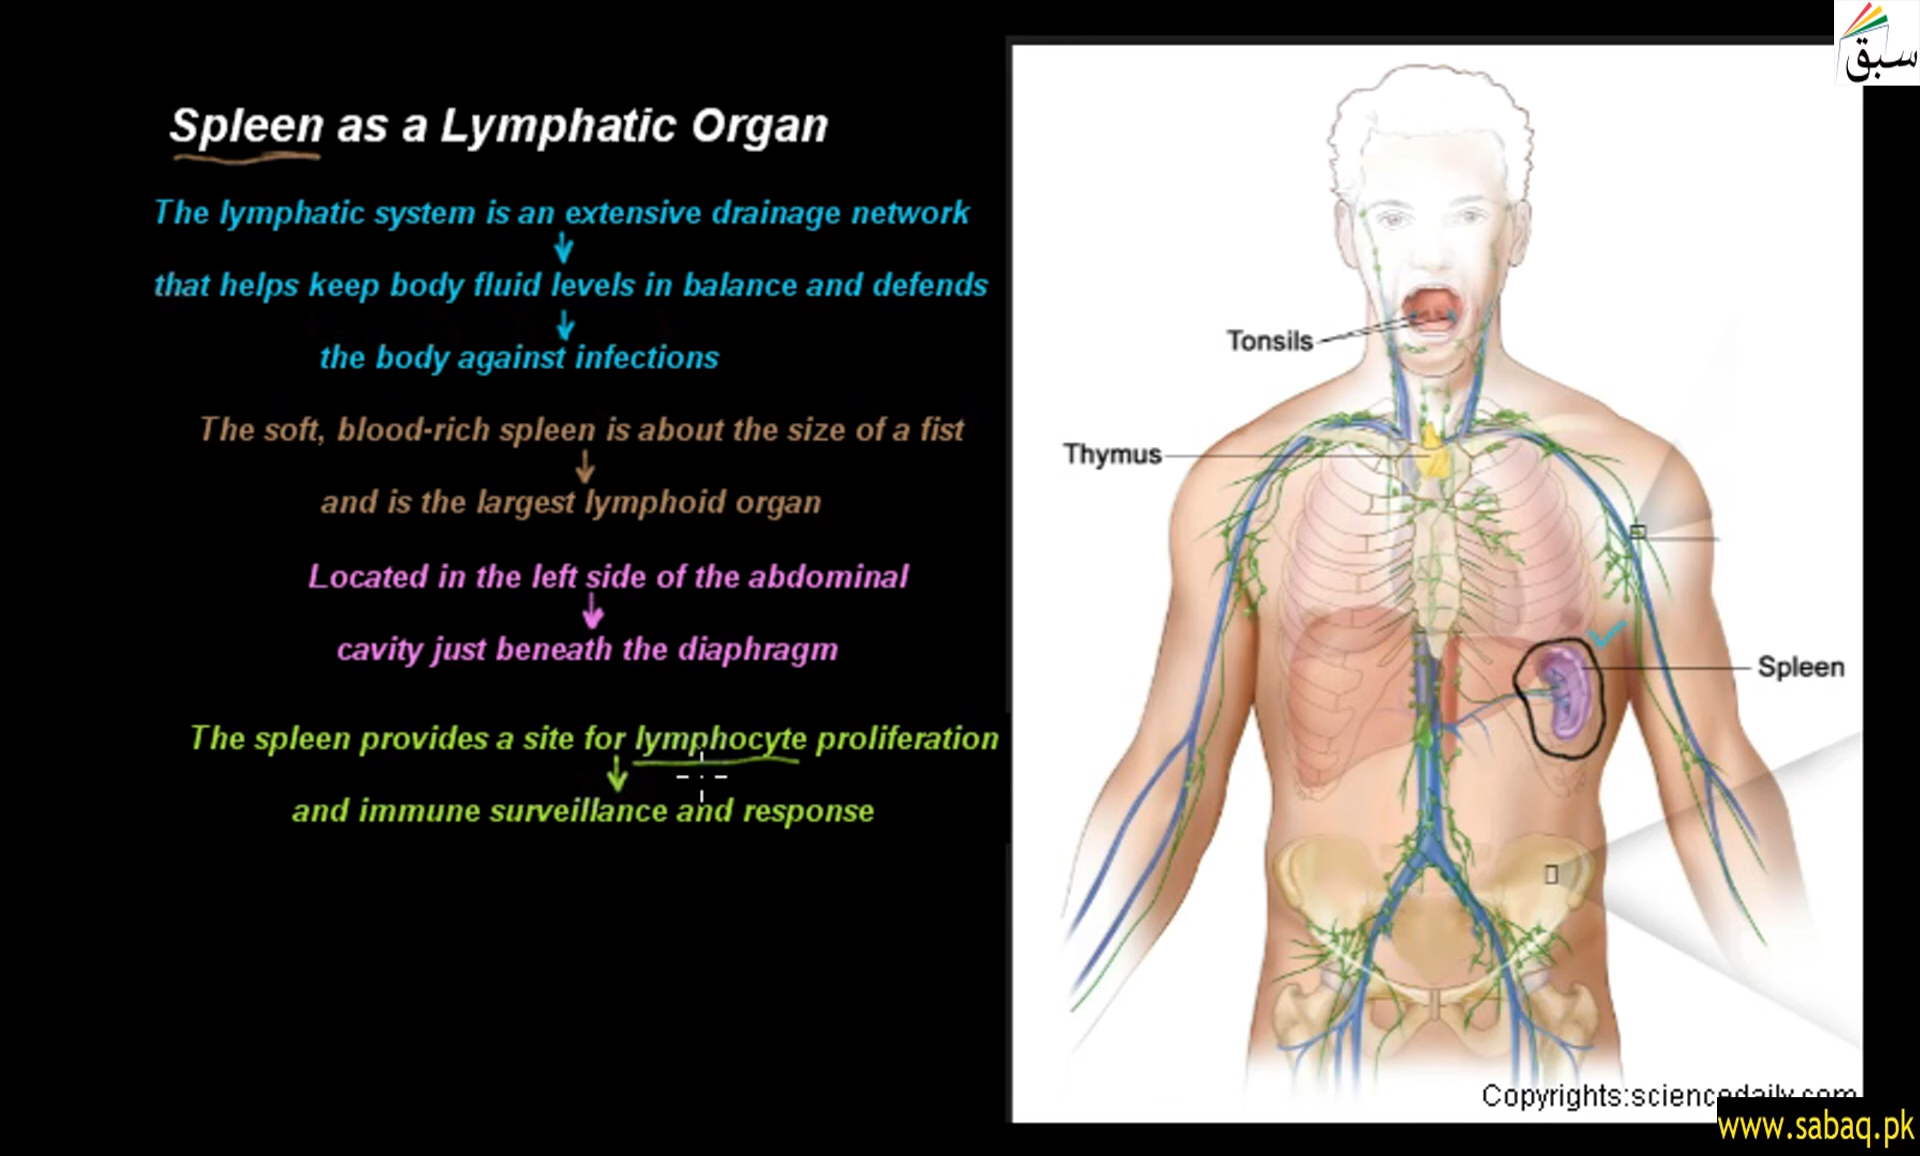 سبق
Spleen as a Lymphatic Organ
The lymphatic system is an extensive drainage network
that helps keep body fluid levels in balance and defends
the body against infections
The soft, blood-rich spleen is about the size of a fist
and is the largest lymphoid organ
Located in the left side of the abdominal
cavity just beneath the diaphragm
The spleen provides a site for lymphocyte proliferation
and immune surveillance and response
Tonsils
Thymus
Spleen
Copyrights:sciencedaily.com
www.sabaq.pk